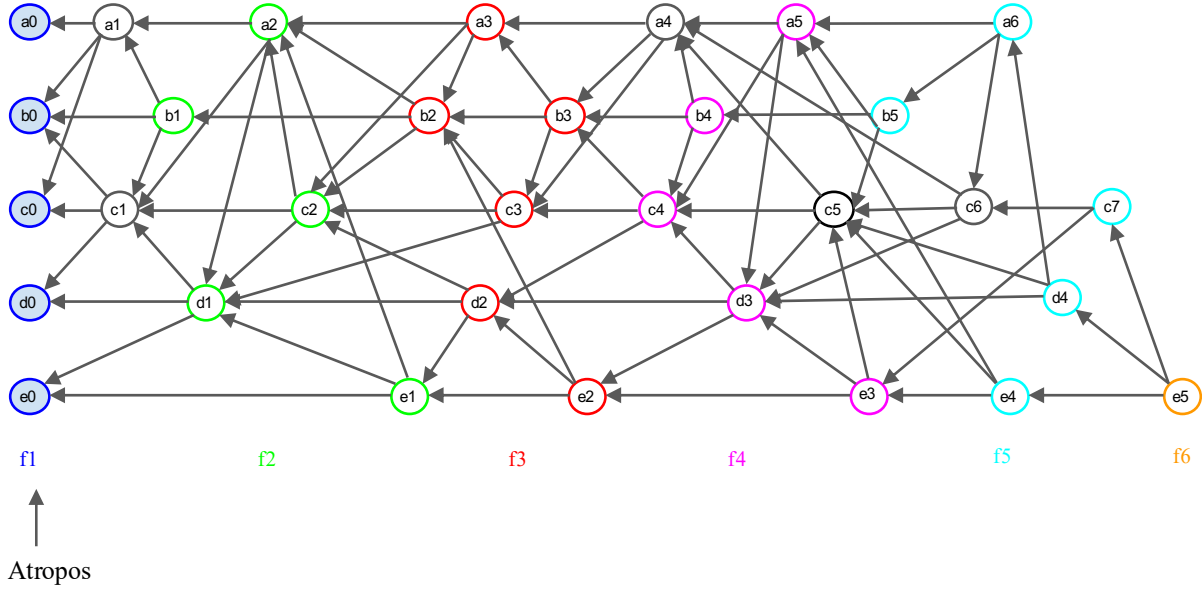 a0 a1 a2 a3 a4 a5 a6
b0 b1 b2 b3 b4 b5
c0 c1 c2 c3 c4 c5 c6 c7
d0 d1 d2 d3 d4
e0 e1 e2 e3 e4 e5
f1 f2 f3 f4 f5 f6
Atropos